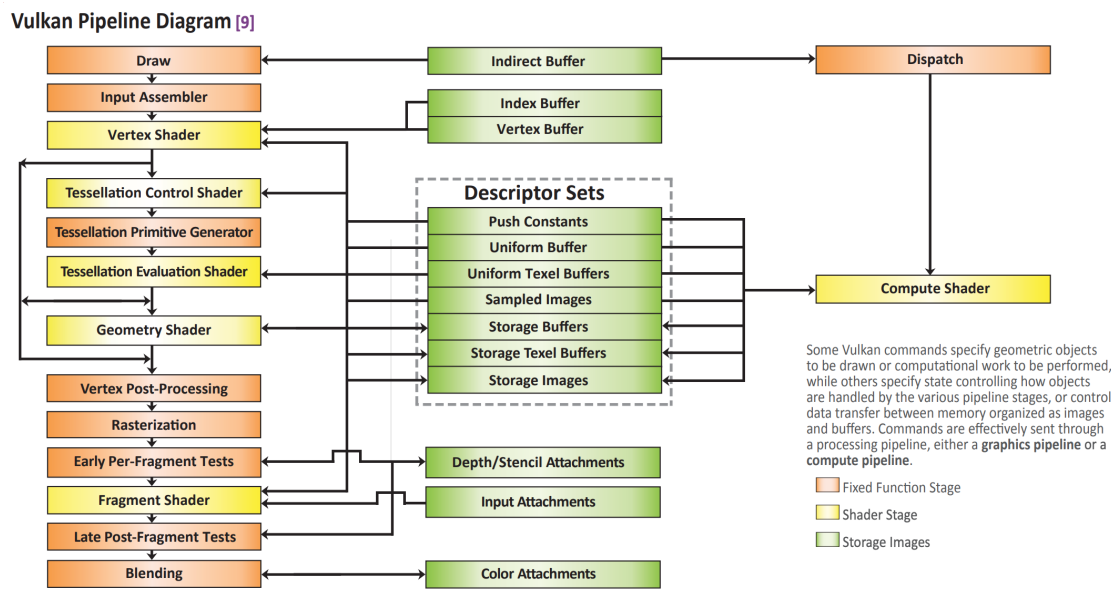 Vulkan Pipeline Diagram [9]
Draw
Input Assembler
Vertex Shader
Tessellation Control Shader
Tessellation Primitive Generator
Tessellation Evaluation Shader
Geometry Shader
Vertex Post-Processing
Rasterization
Early Per-Fragment Tests
Fragment Shader
Late Post-Fragment Tests
Blending
Indirect Buffer
Index Buffer
Vertex Buffer
Descriptor Sets
Push Constants
Uniform Buffer
Uniform Texel Buffers
Sampled Images
Storage Buffers
Storage Texel Buffers
Storage Images
Depth/Stencil Attachments
Input Attachments
Color Attachments
Dispatch
Compute Shader
Some Vulkan commands specify geometric objects
to be drawn or computational work to be performed,
while others specify state controlling how objects
are handled by the various pipeline stages, or control
data transfer between memory organized as images
and buffers. Commands are effectively sent through
a processing pipeline, either a graphics pipeline or a
compute pipeline.
Fixed Function Stage
Shader Stage
Storage Images